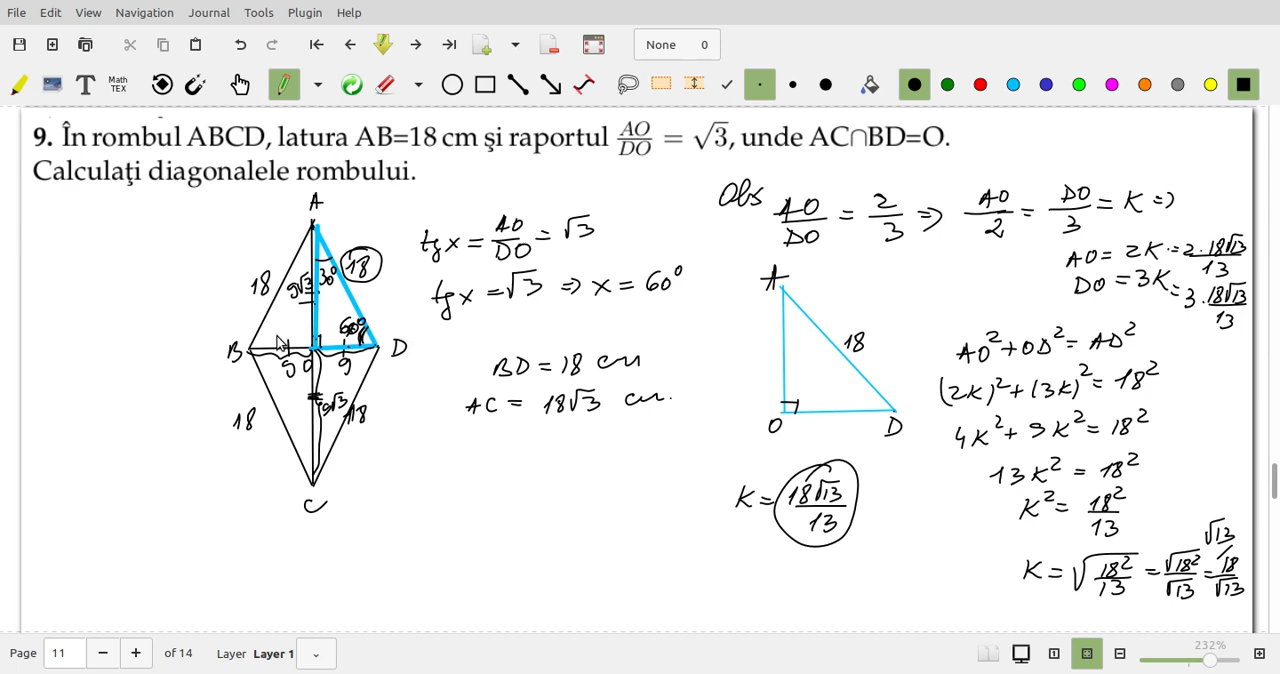 File Edit View Navigation Journal Tools Plugin Help
None 0
T Math TEX
9. În rombul ABCD, latura AB=18 cm şi raportul AO/DO = √3, unde AC∩BD=O.
Calculaţi diagonalele rombului.
A
18
9√3
30°
18
60°
B
9
O
9
D
18
9√3
18
C
tg x = AO/DO = √3
tg x = √3 => x = 60°
BD = 18 cm
AC = 18√3 cm.
Obs AO/DO = 2/3 => AO/2 = DO/3 = K =>
AO = 2K = 2·18√13/13
DO = 3K = 3·18√13/13
A
18
O
D
AO² + OD² = AD²
(2K)² + (3K)² = 18²
4K² + 9K² = 18²
13K² = 18²
K² = 18²/13
K = √(18²/13) = √18²/√13 = √13/ 18/√13
K = 18√13/13
Page 11 of 14 Layer Layer 1 232%